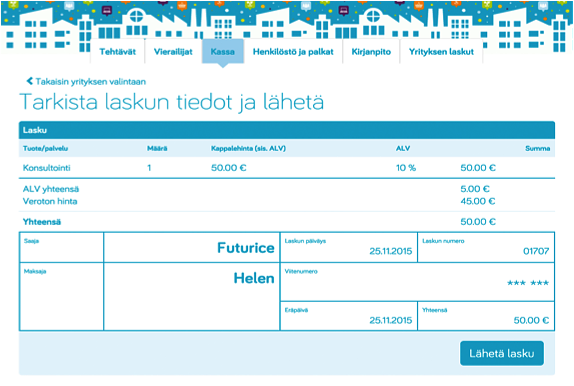 Tehtävät Vierailijat Kassa Henkilöstö ja palkat Kirjanpito Yrityksen laskut
Takaisin yrityksen valintaan
Tarkista laskun tiedot ja lähetä
Lasku
Tuote/palvelu Määrä Kappalehinta (sis. ALV) ALV Summa
Konsultointi 1 50.00 € 10 % 50.00 €
ALV yhteensä 5.00 €
Veroton hinta 45.00 €
Yhteensä 50.00 €
Saaja Futurice Laskun päiväys 25.11.2015 Laskun numero 01707
Maksaja Helen Viitenumero *** ***
Eräpäivä 25.11.2015 Yhteensä 50.00 €
Lähetä lasku